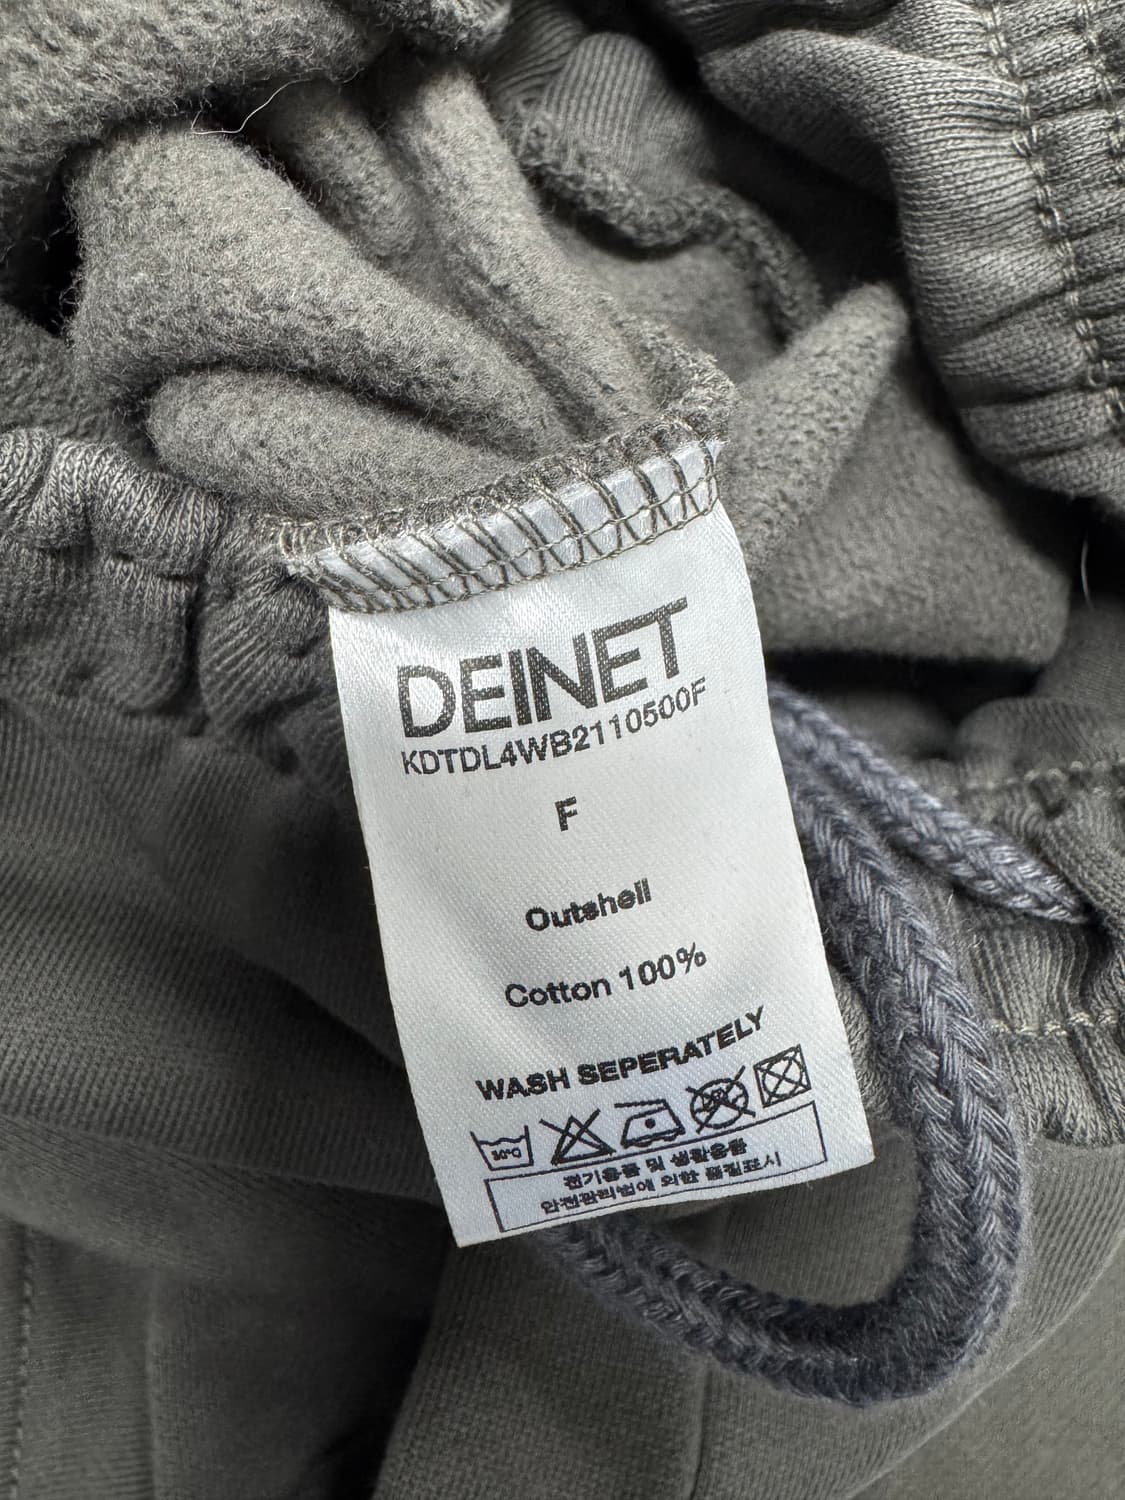 DEINET
KDTDL4WB2110500F
F
Outshell
Cotton 100%
WASH SEPERATELY
30°C
전기용품 및 생활용품
안전관리법에 의한 품질표시